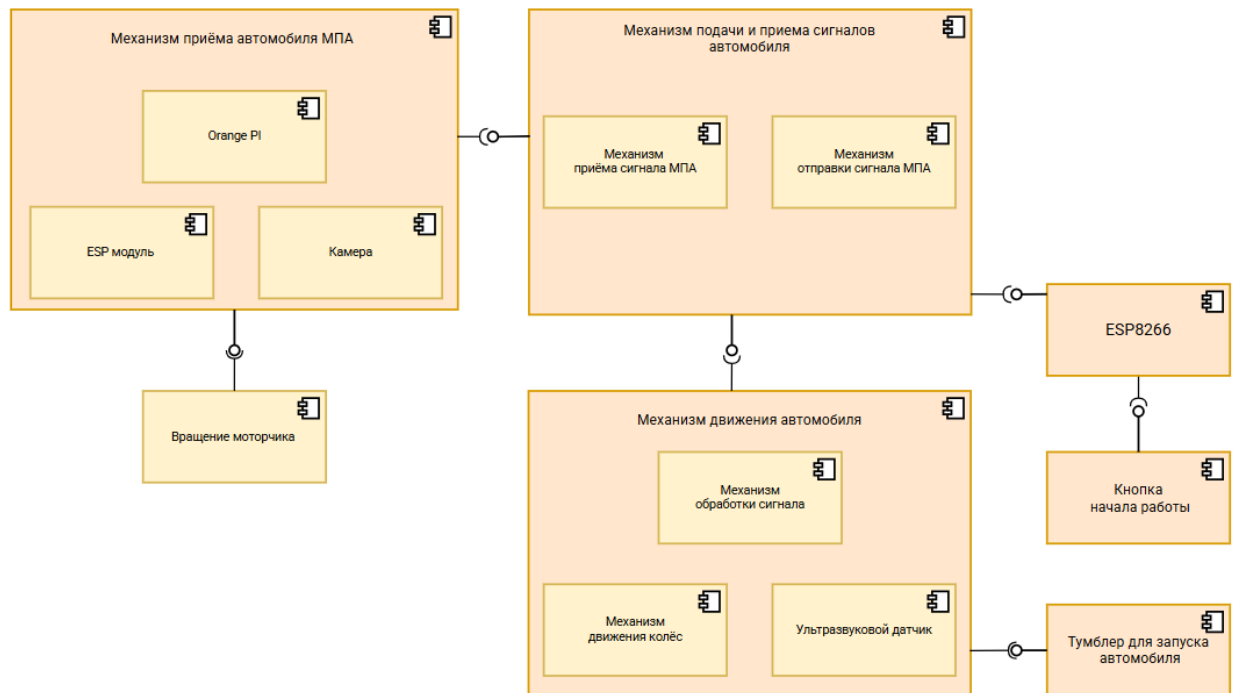 Механизм приёма автомобиля МПА
Orange PI
ESP модуль
Камера
Механизм подачи и приема сигналов
автомобиля
Механизм
приёма сигнала МПА
Механизм
отправки сигнала МПА
ESP8266
Вращение моторчика
Механизм движения автомобиля
Механизм
обработки сигнала
Механизм
движения колёс
Ультразвуковой датчик
Кнопка
начала работы
Тумблер для запуска
автомобиля